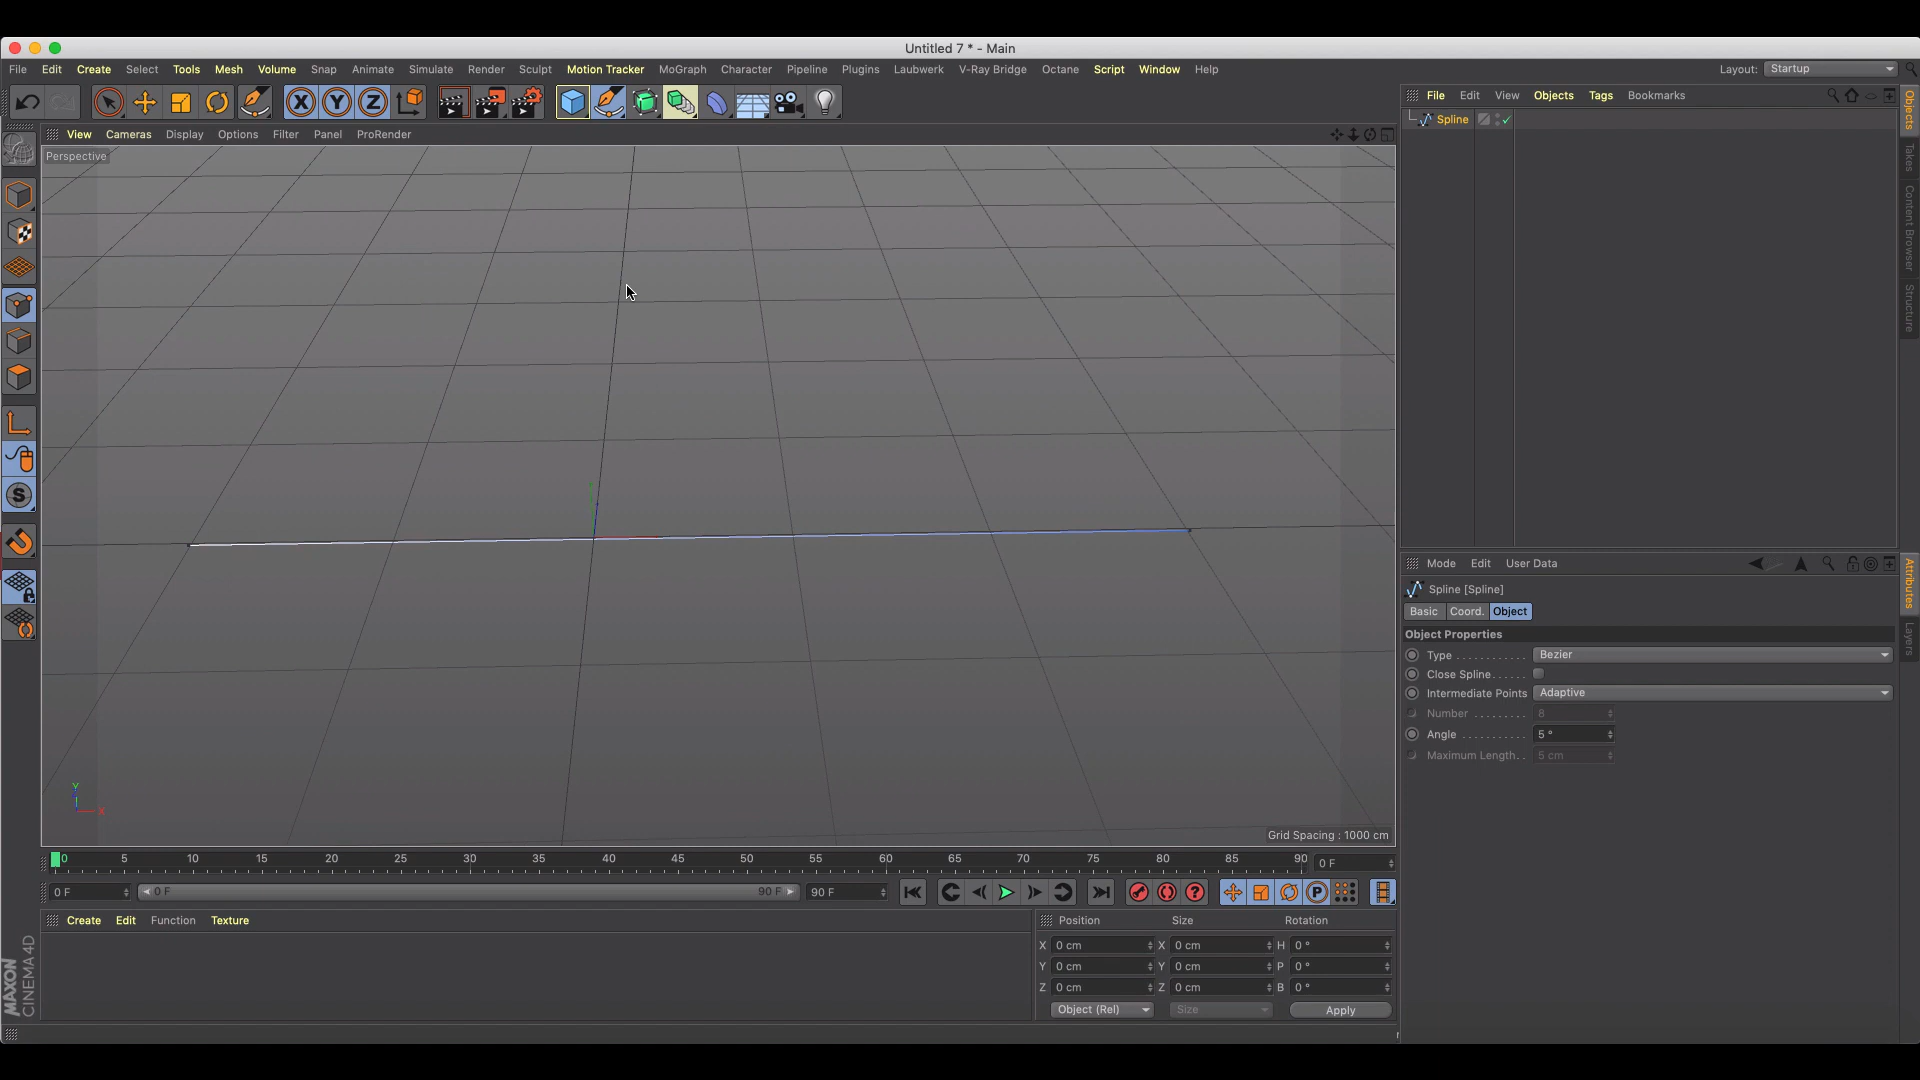 Untitled 7 * - Main
File Edit Create Select Tools Mesh Volume Snap Animate Simulate Render Sculpt Motion Tracker MoGraph Character Pipeline Plugins Laubwerk V-Ray Bridge Octane Script Window Help
Layout: Startup
X Y Z
File Edit View Objects Tags Bookmarks
View Cameras Display Options Filter Panel ProRender
Spline
Perspective
S
Objects
Takes
Content Browser
Structure
Mode Edit User Data
Spline [Spline]
Basic Coord. Object
Object Properties
Type Bezier
Close Spline
Intermediate Points Adaptive
Number 8
Angle 5 °
Maximum Length 5 cm
Attributes
Layers
Y
X
Grid Spacing : 1000 cm
0 5 10 15 20 25 30 35 40 45 50 55 60 65 70 75 80 85 90 0 F
0 F 0 F 90 F 90 F
? P
Create Edit Function Texture
Position Size Rotation
X 0 cm X 0 cm H 0 °
Y 0 cm Y 0 cm P 0 °
Z 0 cm Z 0 cm B 0 °
Object (Rel) Size Apply
MAXON
CINEMA 4D